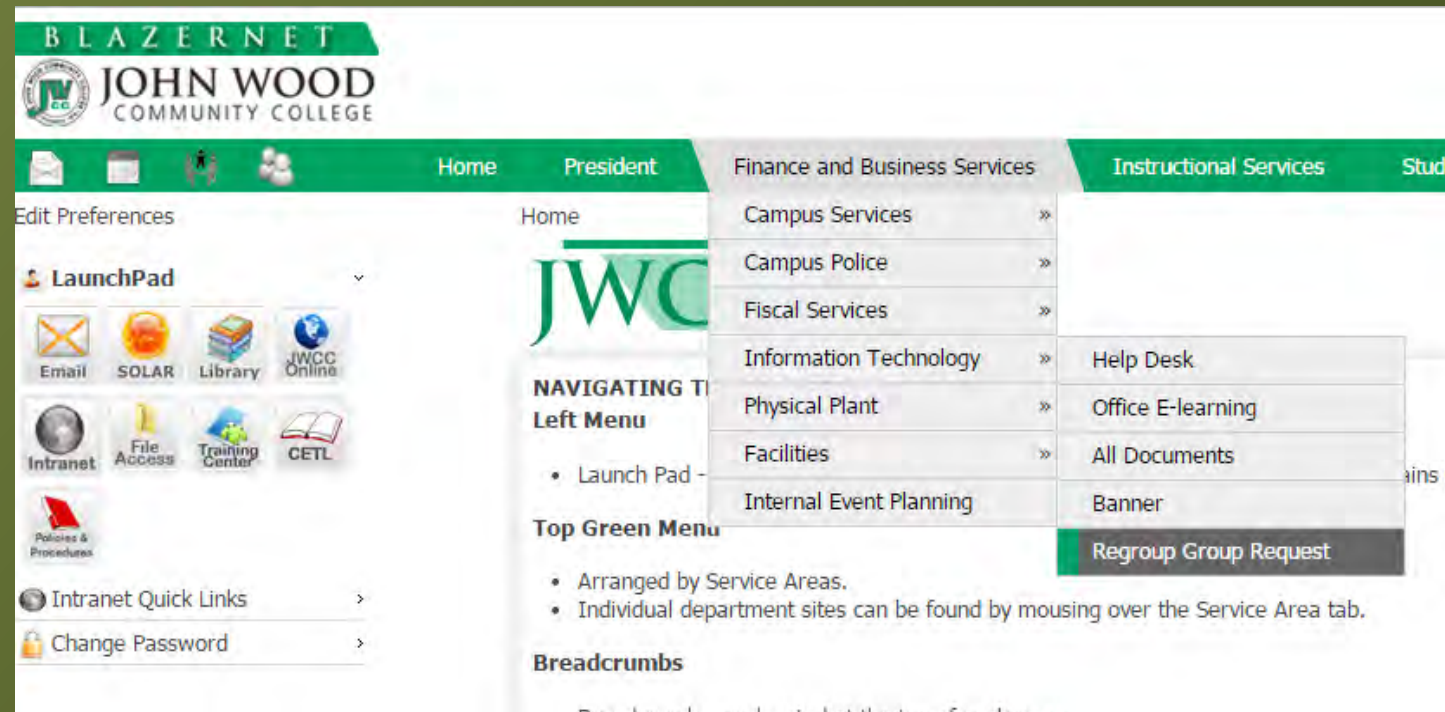 BLAZERNET
JOHN WOOD
COMMUNITY COLLEGE
Home President Finance and Business Services Instructional Services Stud
Edit Preferences
Home
LaunchPad
Email SOLAR Library JWCC Online
Intranet File Access Training Center CETL
Policies & Procedures
Intranet Quick Links
Change Password
Campus Services »
Campus Police »
Fiscal Services »
Information Technology »
Physical Plant »
Facilities »
Internal Event Planning
Help Desk
Office E-learning
All Documents
Banner
Regroup Group Request
JWC
NAVIGATING T
Left Menu
• Launch Pad - ains
Top Green Menu
• Arranged by Service Areas.
• Individual department sites can be found by mousing over the Service Area tab.
Breadcrumbs